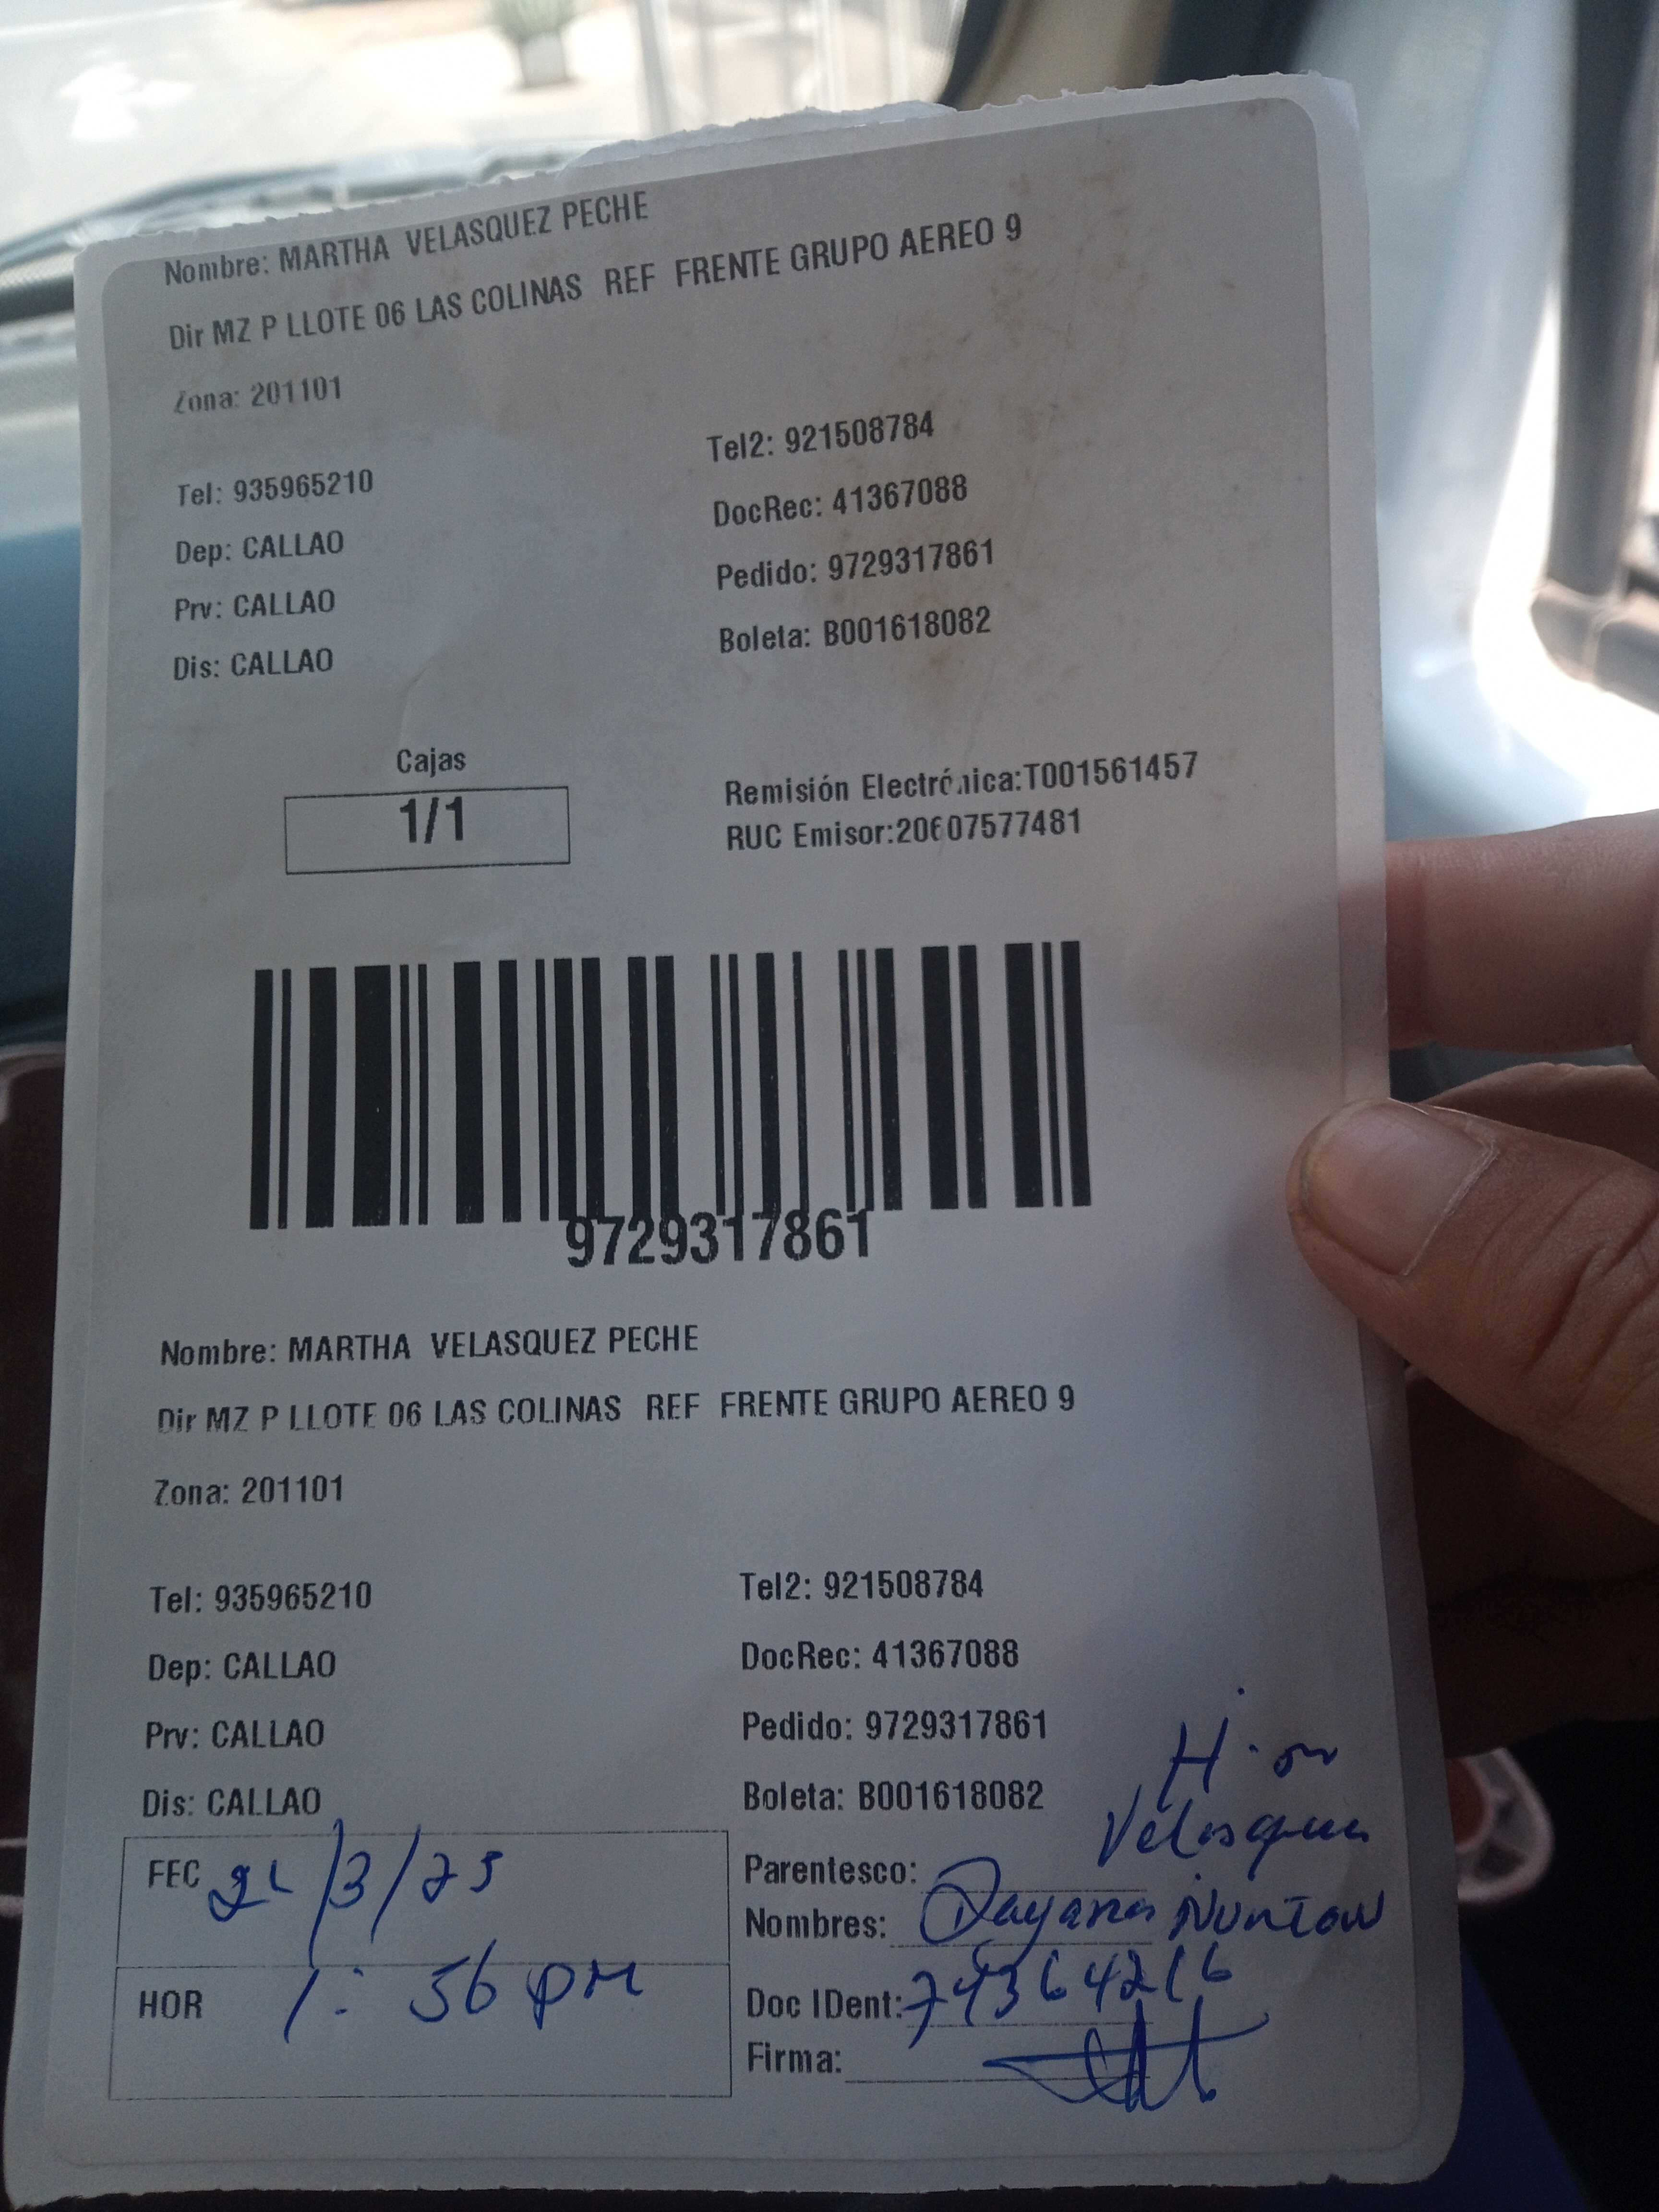 Nombre: MARTHA VELASQUEZ PECHE
Dir MZ P LLOTE 06 LAS COLINAS REF FRENTE GRUPO AEREO 9
Zona: 201101
Tel: 935965210
Tel2: 921508784
DocRec: 41367088
Dep: CALLAO
Pedido: 9729317861
Prv: CALLAO
Boleta: B001618082
Dis: CALLAO
Cajas
1/1
Remisión Electrónica:T001561457
RUC Emisor:20607577481
9729317861
Nombre: MARTHA VELASQUEZ PECHE
Dir MZ P LLOTE 06 LAS COLINAS REF FRENTE GRUPO AEREO 9
Zona: 201101
Tel: 935965210
Tel2: 921508784
Dep: CALLAO
DocRec: 41367088
Prv: CALLAO
Pedido: 9729317861
Dis: CALLAO
Boleta: B001618082
Velasquez
FEC /3/23
Parentesco:
Nombres: Dayana
HOR 1: 56 pm
Doc IDent: 74364216
Firma: